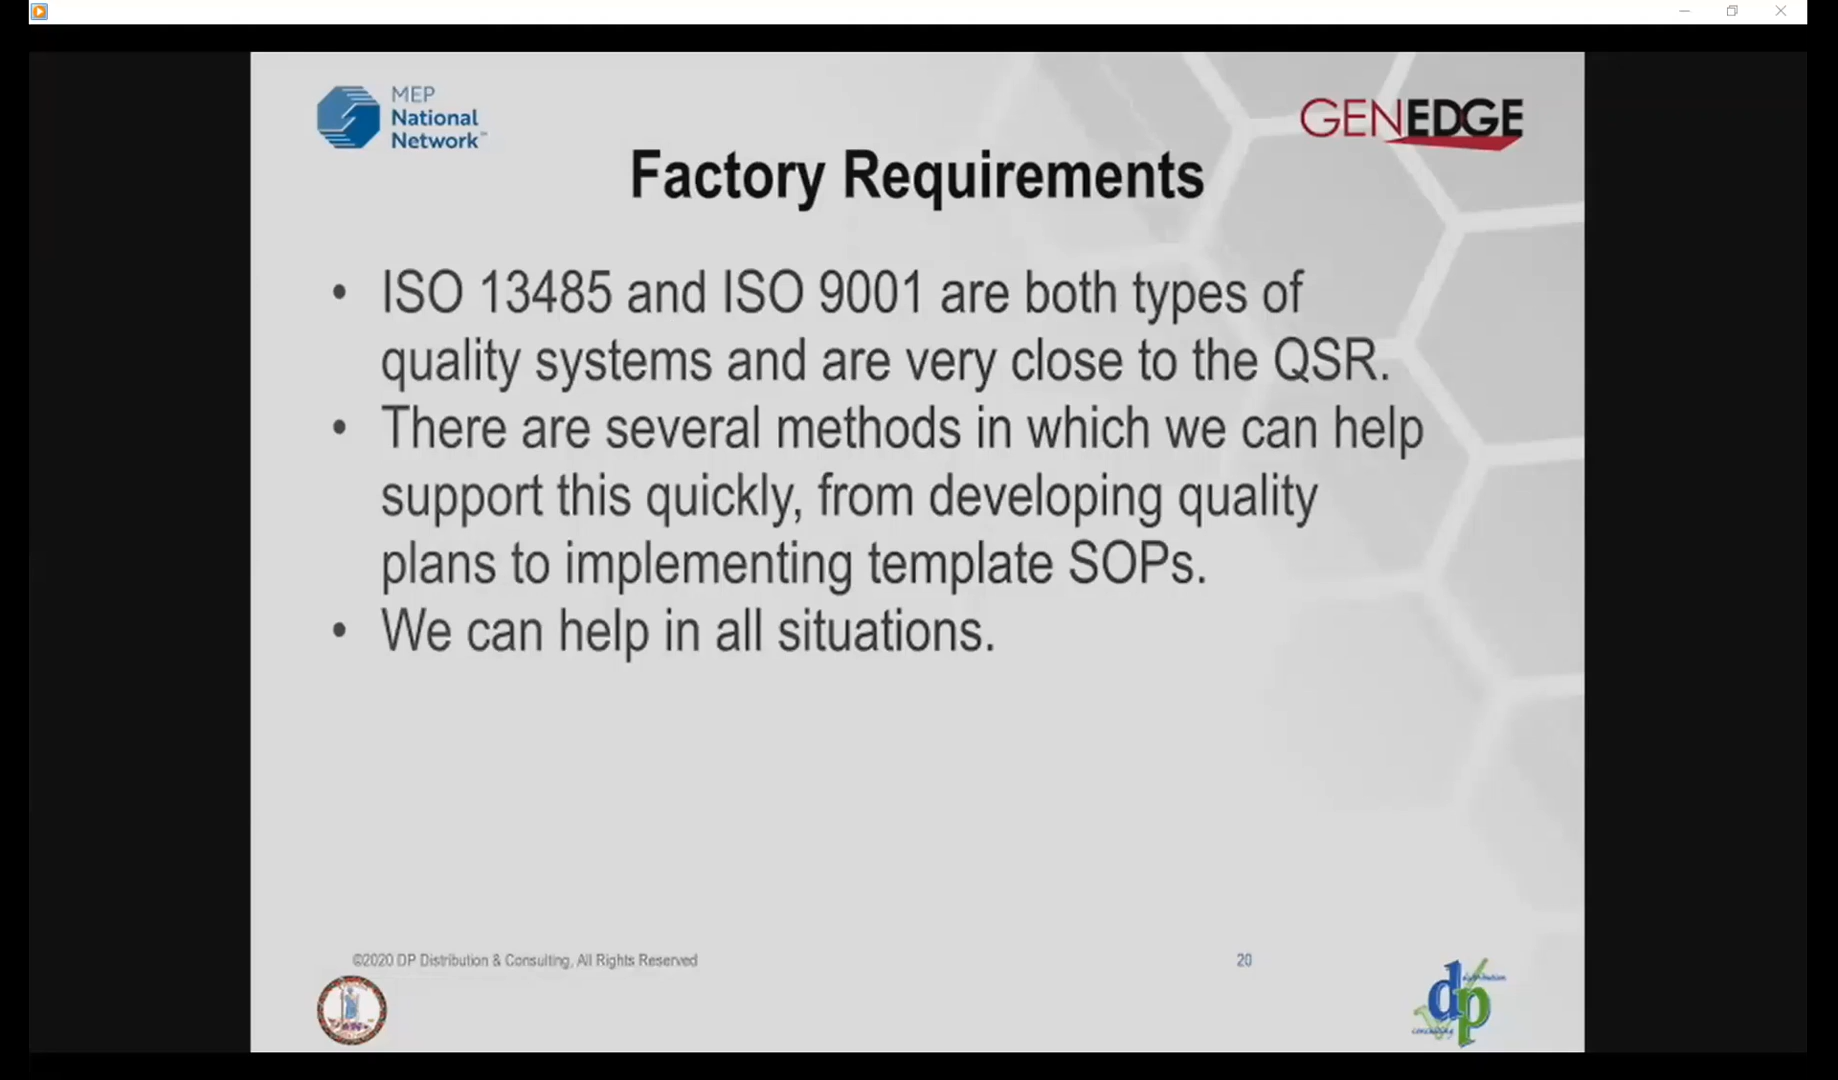 MEP
National
Network™
GENEDGE
Factory Requirements
• ISO 13485 and ISO 9001 are both types of
quality systems and are very close to the QSR.
• There are several methods in which we can help
support this quickly, from developing quality
plans to implementing template SOPs.
• We can help in all situations.
©2020 DP Distribution & Consulting, All Rights Reserved
20
distribution
dp
consulting